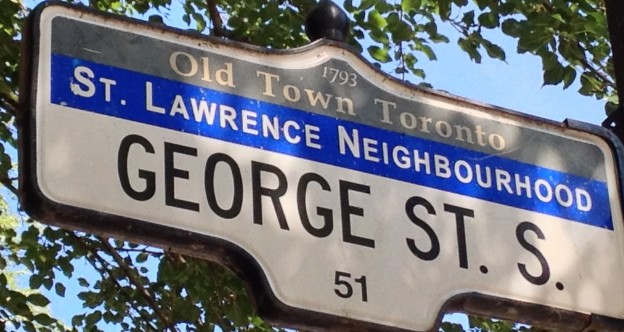 1793
Old Town Toronto
ST. LAWRENCE NEIGHBOURHOOD
GEORGE ST. S.
51